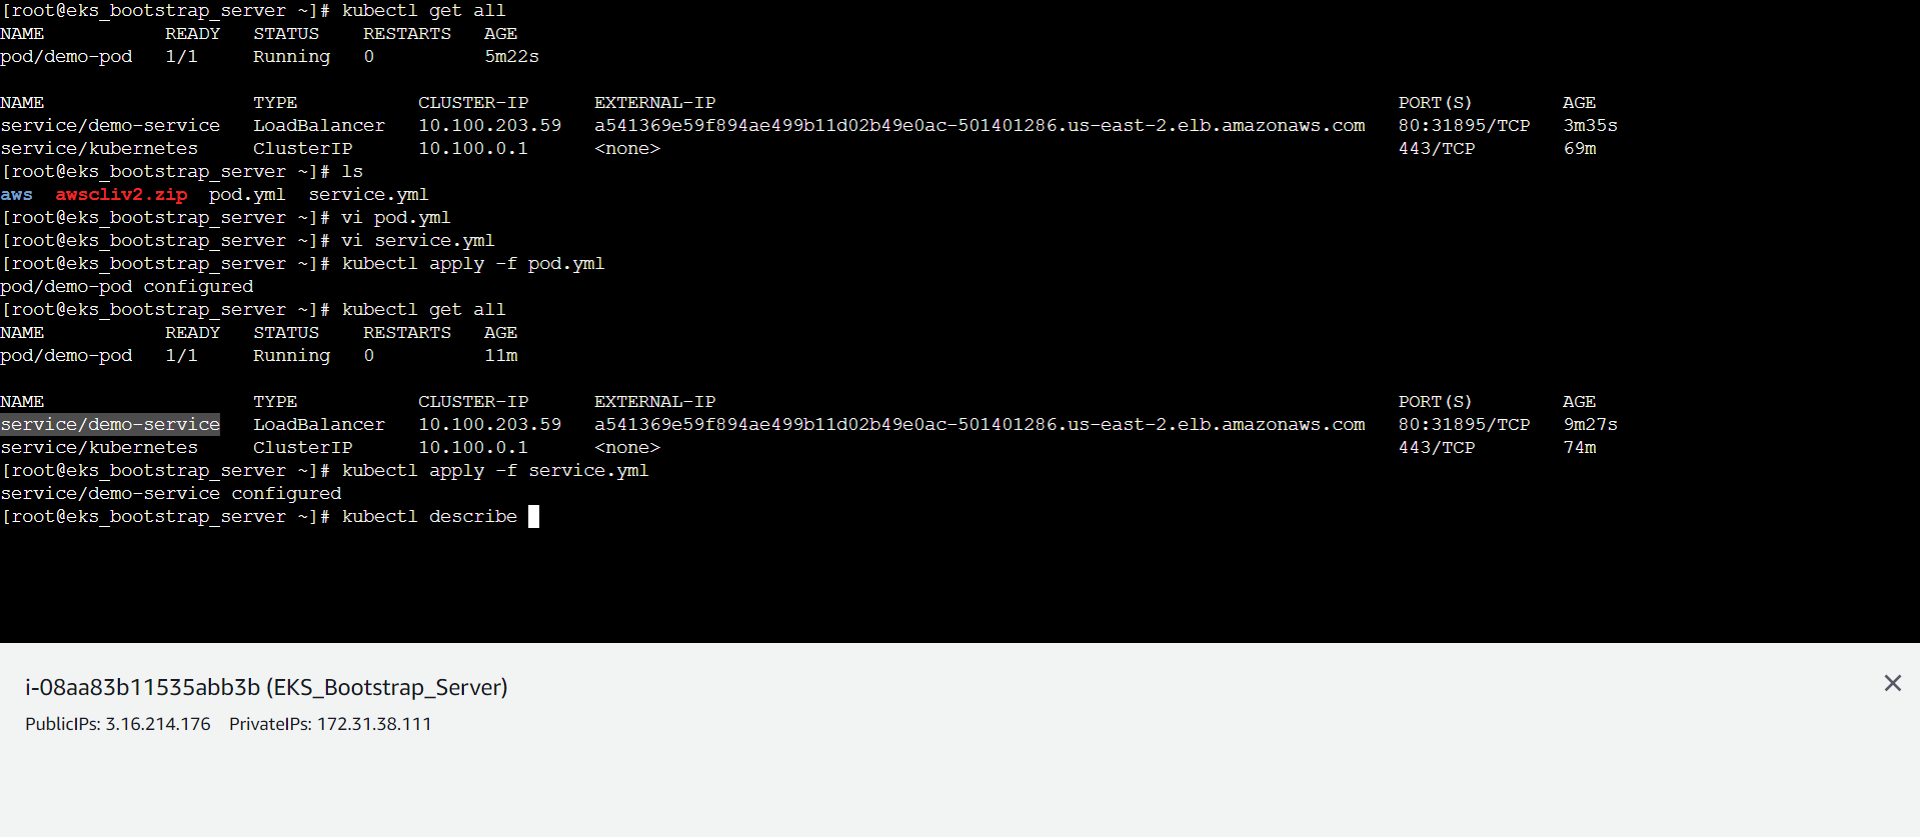 [root@eks_bootstrap_server ~]# kubectl get all
NAME           READY   STATUS    RESTARTS   AGE
pod/demo-pod   1/1     Running   0          5m22s
NAME                   TYPE           CLUSTER-IP      EXTERNAL-IP                                                              PORT(S)        AGE
service/demo-service   LoadBalancer   10.100.203.59   a541369e59f894ae499b11d02b49e0ac-501401286.us-east-2.elb.amazonaws.com   80:31895/TCP   3m35s
service/kubernetes     ClusterIP      10.100.0.1      <none>                                                                   443/TCP        69m
[root@eks_bootstrap_server ~]# ls
aws  awscliv2.zip  pod.yml  service.yml
[root@eks_bootstrap_server ~]# vi pod.yml
[root@eks_bootstrap_server ~]# vi service.yml
[root@eks_bootstrap_server ~]# kubectl apply -f pod.yml
pod/demo-pod configured
[root@eks_bootstrap_server ~]# kubectl get all
NAME           READY   STATUS    RESTARTS   AGE
pod/demo-pod   1/1     Running   0          11m
NAME                   TYPE           CLUSTER-IP      EXTERNAL-IP                                                              PORT(S)        AGE
service/demo-service   LoadBalancer   10.100.203.59   a541369e59f894ae499b11d02b49e0ac-501401286.us-east-2.elb.amazonaws.com   80:31895/TCP   9m27s
service/kubernetes     ClusterIP      10.100.0.1      <none>                                                                   443/TCP        74m
[root@eks_bootstrap_server ~]# kubectl apply -f service.yml
service/demo-service configured
[root@eks_bootstrap_server ~]# kubectl describe
i-08aa83b11535abb3b (EKS_Bootstrap_Server)
PublicIPs: 3.16.214.176    PrivateIPs: 172.31.38.111